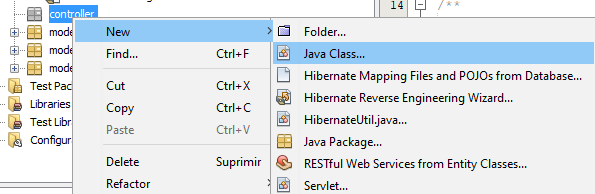 controller
mode
mode
mode
Test Pac
Libraries
Test Libr
Configur
New
Find... Ctrl+F
Cut Ctrl+X
Copy Ctrl+C
Paste Ctrl+V
Delete Suprimir
Refactor
Folder...
Java Class...
Hibernate Mapping Files and POJOs from Database...
Hibernate Reverse Engineering Wizard...
HibernateUtil.java...
Java Package...
RESTful Web Services from Entity Classes...
Servlet...
14 /**